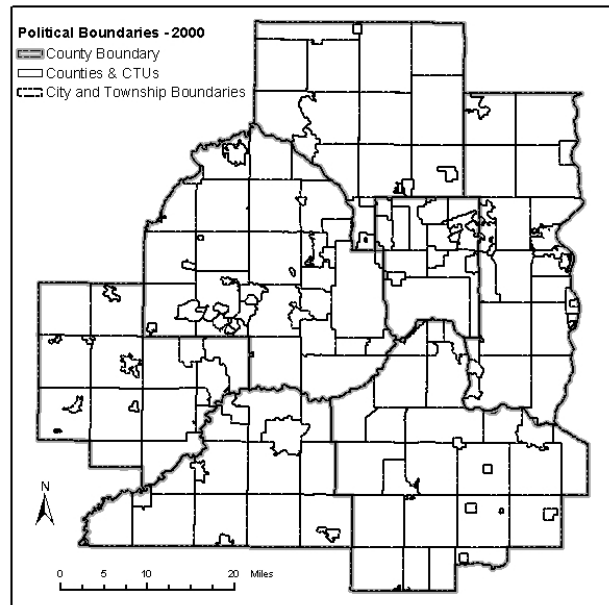 Political Boundaries - 2000
County Boundary
Counties & CTUs
City and Township Boundaries
N
0 5 10 20 Miles